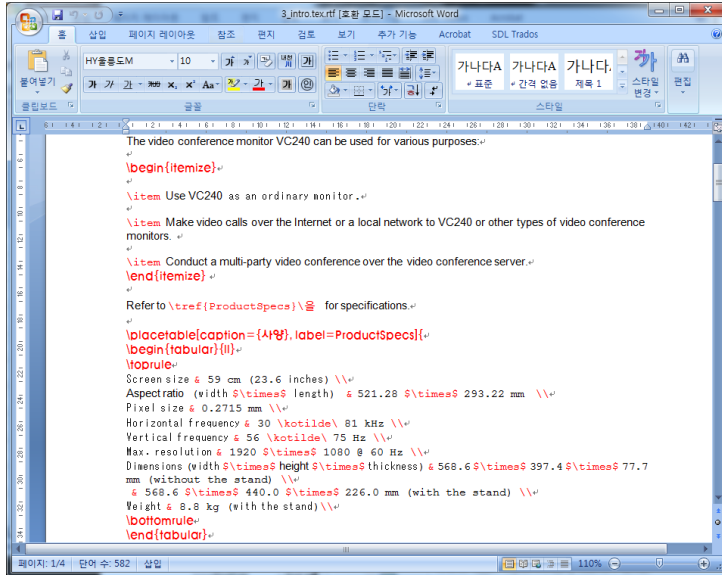 3_intro.tex.rtf [호환 모드] - Microsoft Word
홈 삽입 페이지 레이아웃 참조 편지 검토 보기 추가 기능 Acrobat SDL Trados
HY울릉도M 10
가나다A 가나다A 가나다.
붙여넣기
표준 간격 없음 제목 1
스타일 변경
편집
클립보드 글꼴 단락 스타일
The video conference monitor VC240 can be used for various purposes:
\begin{itemize}
\item Use VC240 as an ordinary monitor.
\item Make video calls over the Internet or a local network to VC240 or other types of video conference
monitors.
\item Conduct a multi-party video conference over the video conference server.
\end{itemize}
Refer to \tref{ProductSpecs}\을 for specifications.
\placetable[caption={사양}, label=ProductSpecs]{
\begin{tabular}{ll}
\toprule
Screen size & 59 cm (23.6 inches) \\
Aspect ratio (width $\times$ length) & 521.28 $\times$ 293.22 mm \\
Pixel size & 0.2715 mm \\
Horizontal frequency & 30 \kotilde\ 81 kHz \\
Vertical frequency & 56 \kotilde\ 75 Hz \\
Max. resolution & 1920 $\times$ 1080 @ 60 Hz \\
Dimensions (width $\times$ height $\times$ thickness) & 568.6 $\times$ 397.4 $\times$ 77.7
mm (without the stand) \\
& 568.6 $\times$ 440.0 $\times$ 226.0 mm (with the stand) \\
Weight & 8.8 kg (with the stand)\\
\bottomrule
\end{tabular}
페이지: 1/4 단어 수: 582 삽입 110%